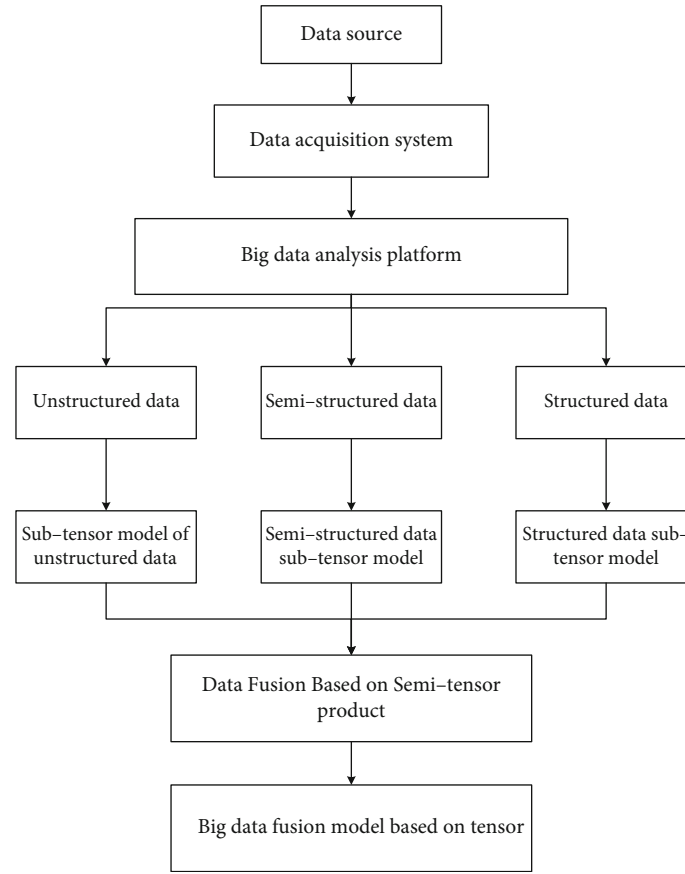 Data source
Data acquisition system
Big data analysis platform
Unstructured data
Semi–structured data
Structured data
Sub–tensor model of
unstructured data
Semi–structured data
sub–tensor model
Structured data sub–
tensor model
Data Fusion Based on Semi–tensor
product
Big data fusion model based on tensor